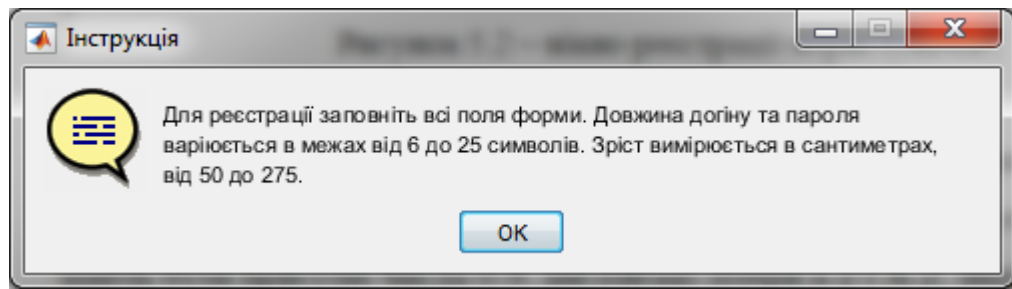 Інструкція
Для реєстрації заповніть всі поля форми. Довжина догіну та пароля
варіюється в межах від 6 до 25 символів. Зріст вимірюється в сантиметрах,
від 50 до 275.
OK